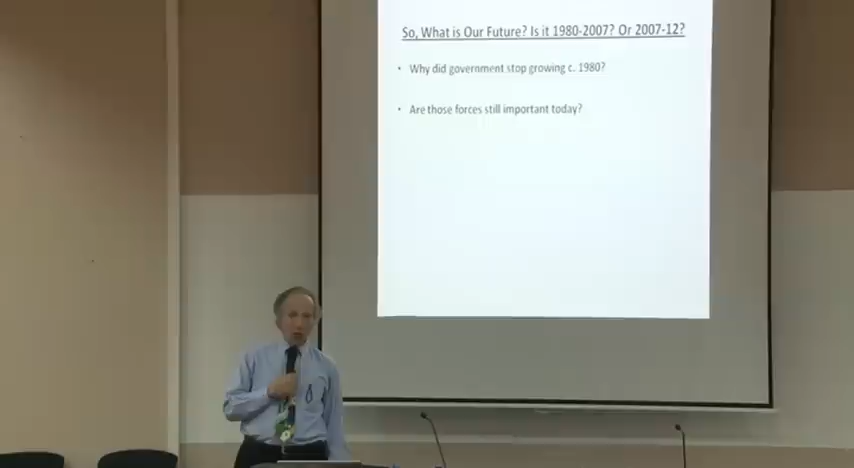 So, What is Our Future? Is it 1980-2007? Or 2007-12?
• Why did government stop growing c. 1980?
• Are those forces still important today?